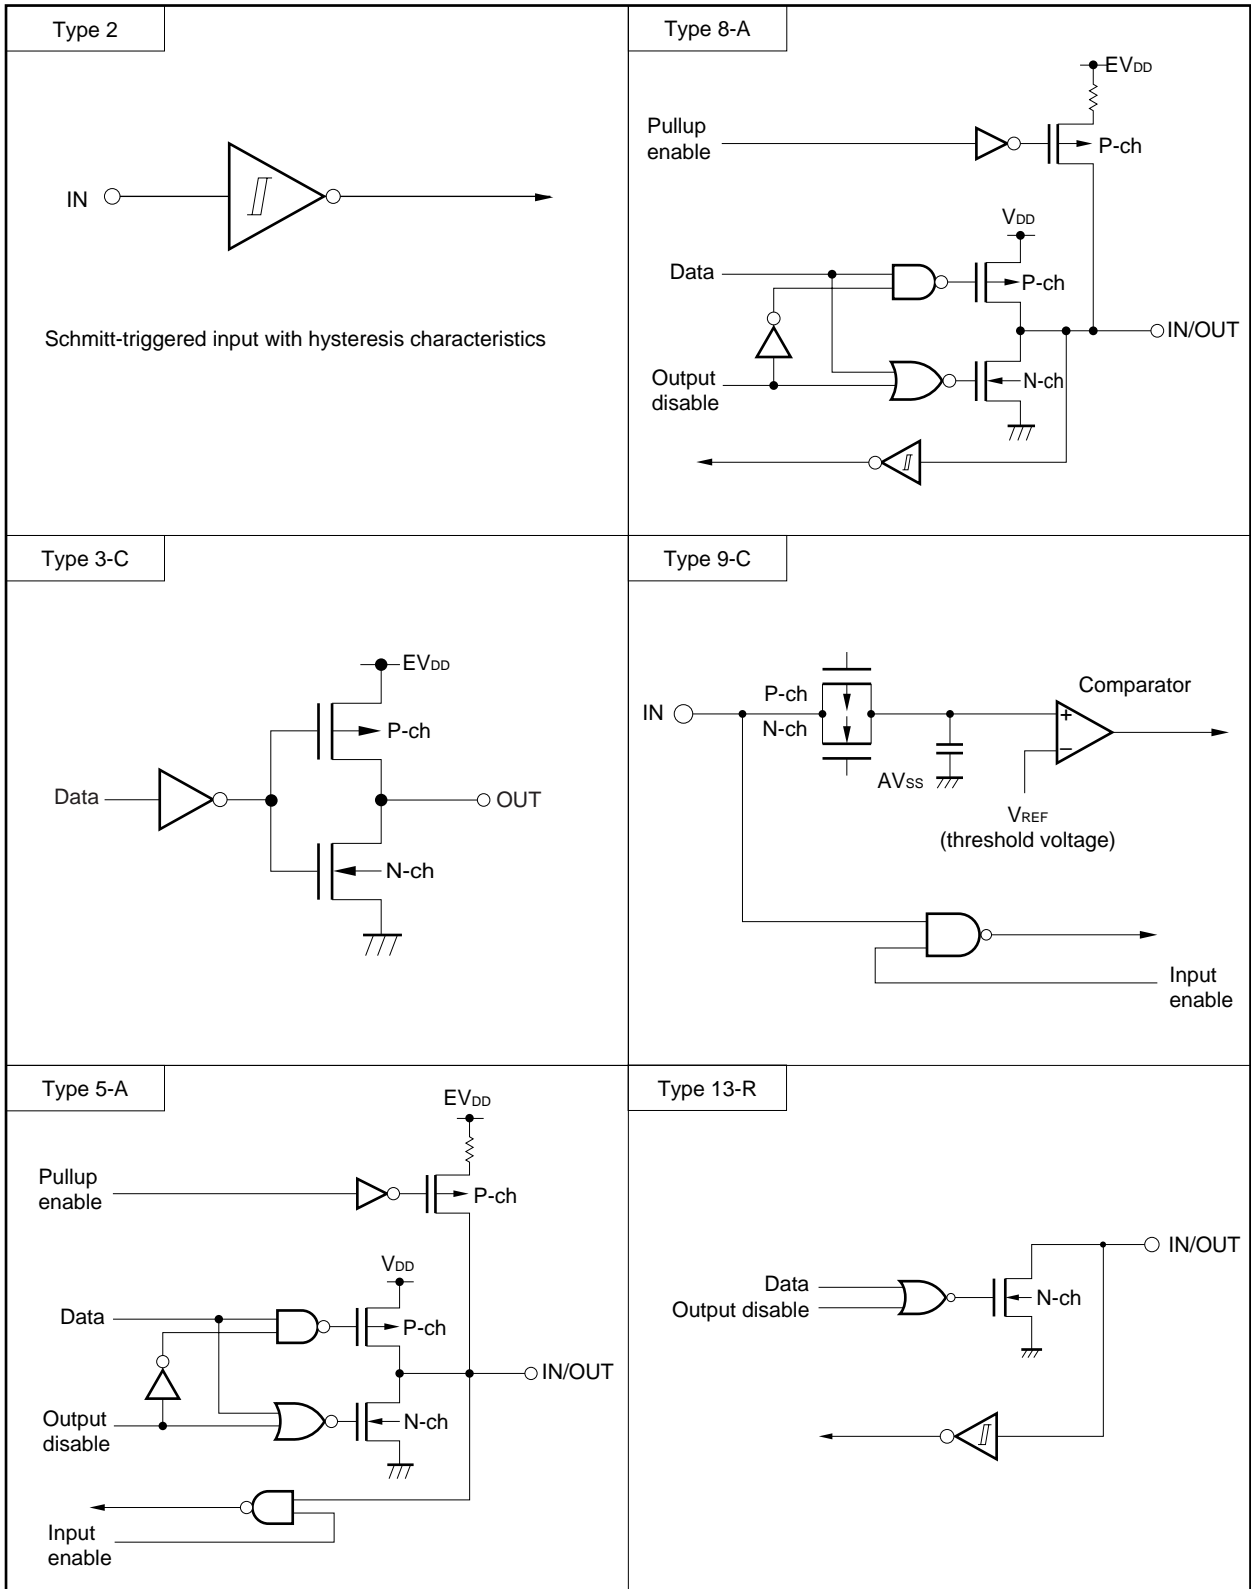 Type 2
IN
Schmitt-triggered input with hysteresis characteristics
Type 8-A
EVDD
Pullup
enable
P-ch
VDD
Data
P-ch
IN/OUT
Output
disable
N-ch
Type 3-C
EVDD
P-ch
Data
OUT
N-ch
Type 9-C
P-ch
IN
N-ch
Comparator
+
−
AVSS
VREF
(threshold voltage)
Input
enable
Type 5-A
EVDD
Pullup
enable
P-ch
VDD
Data
P-ch
IN/OUT
Output
disable
N-ch
Input
enable
Type 13-R
IN/OUT
Data
Output disable
N-ch